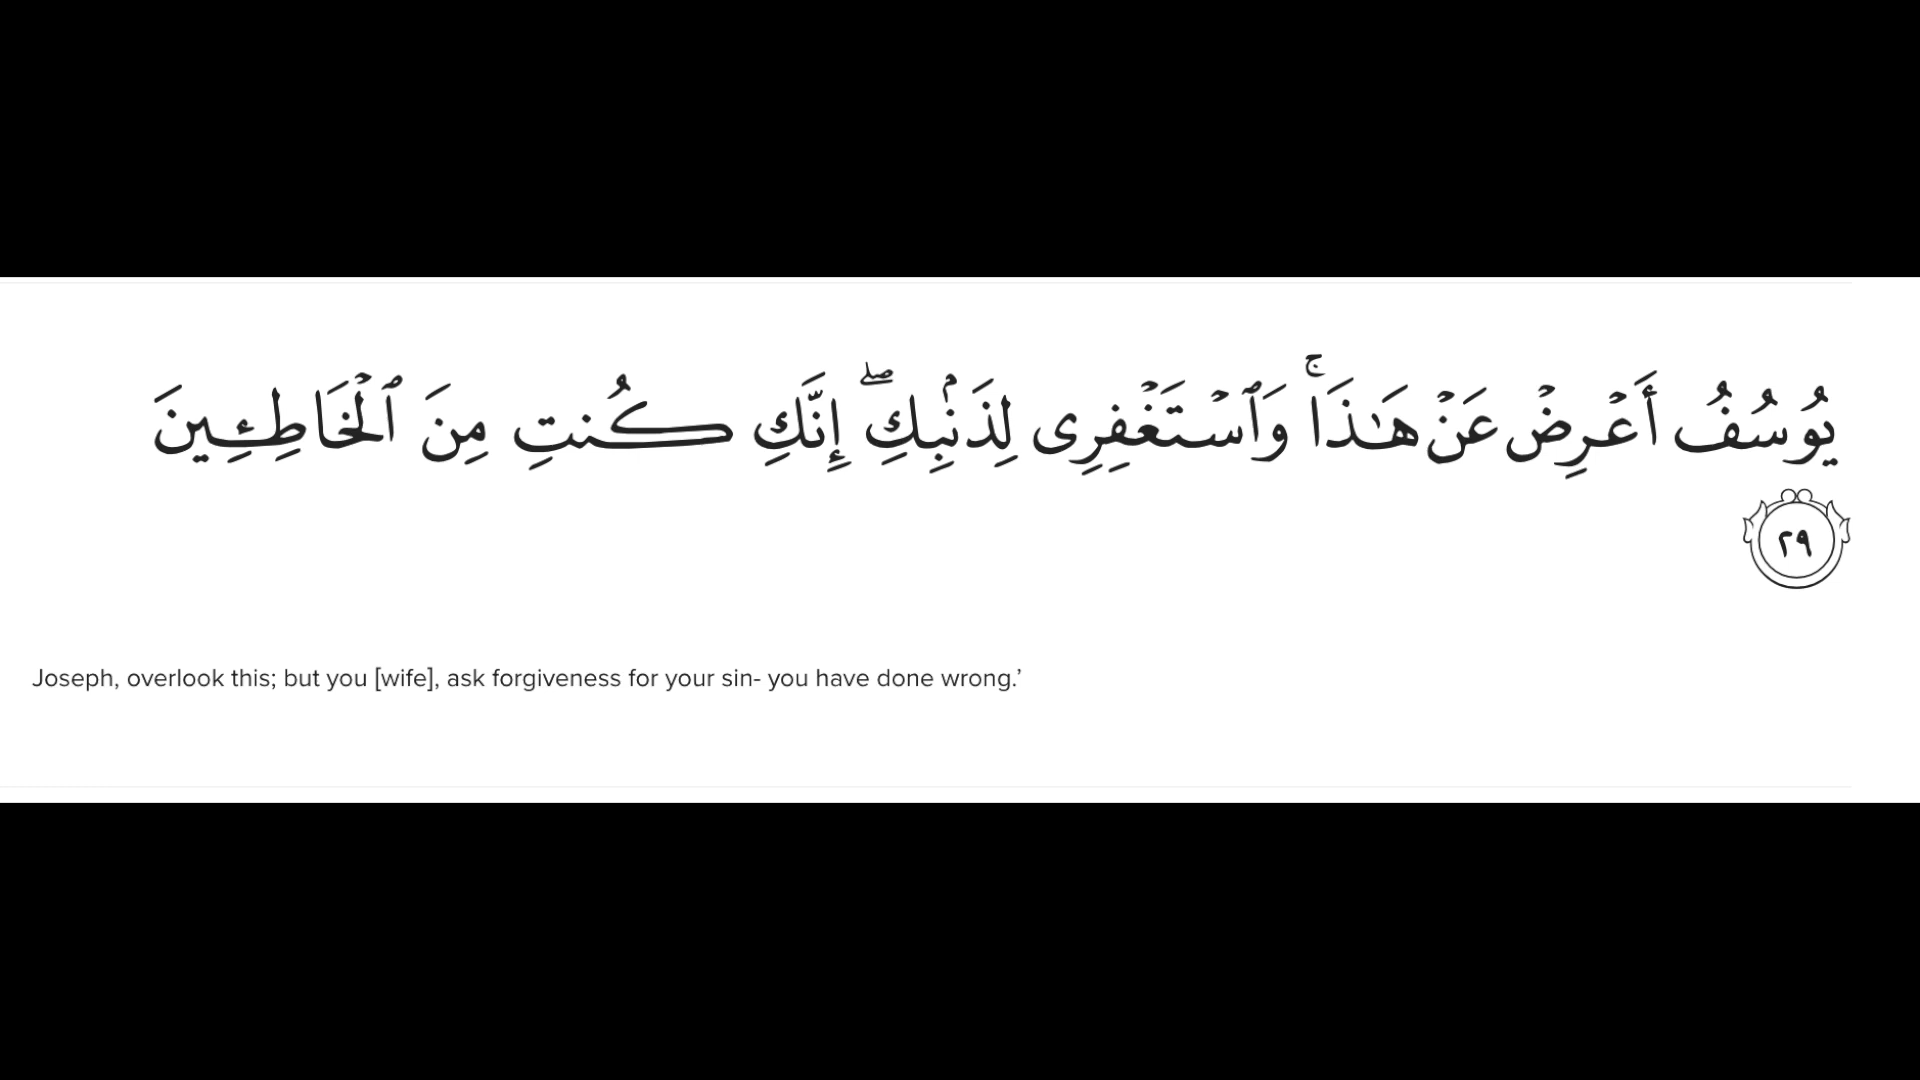 يُوسُفُ أَعۡرِضۡ عَنۡ هَٰذَاۚ وَٱسۡتَغۡفِرِى لِذَنۢبِكِۖ إِنَّكِ كُنتِ مِنَ ٱلۡخَاطِـِٔينَ
٢٩
Joseph, overlook this; but you [wife], ask forgiveness for your sin- you have done wrong.’